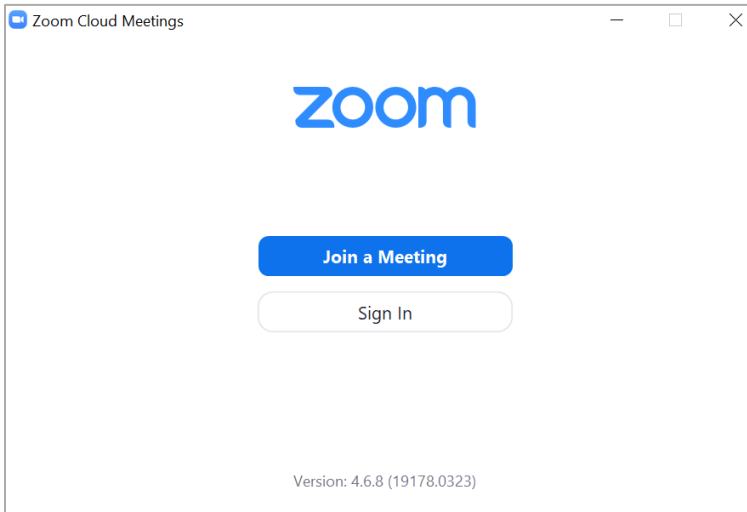 Zoom Cloud Meetings
zoom
Join a Meeting
Sign In
Version: 4.6.8 (19178.0323)